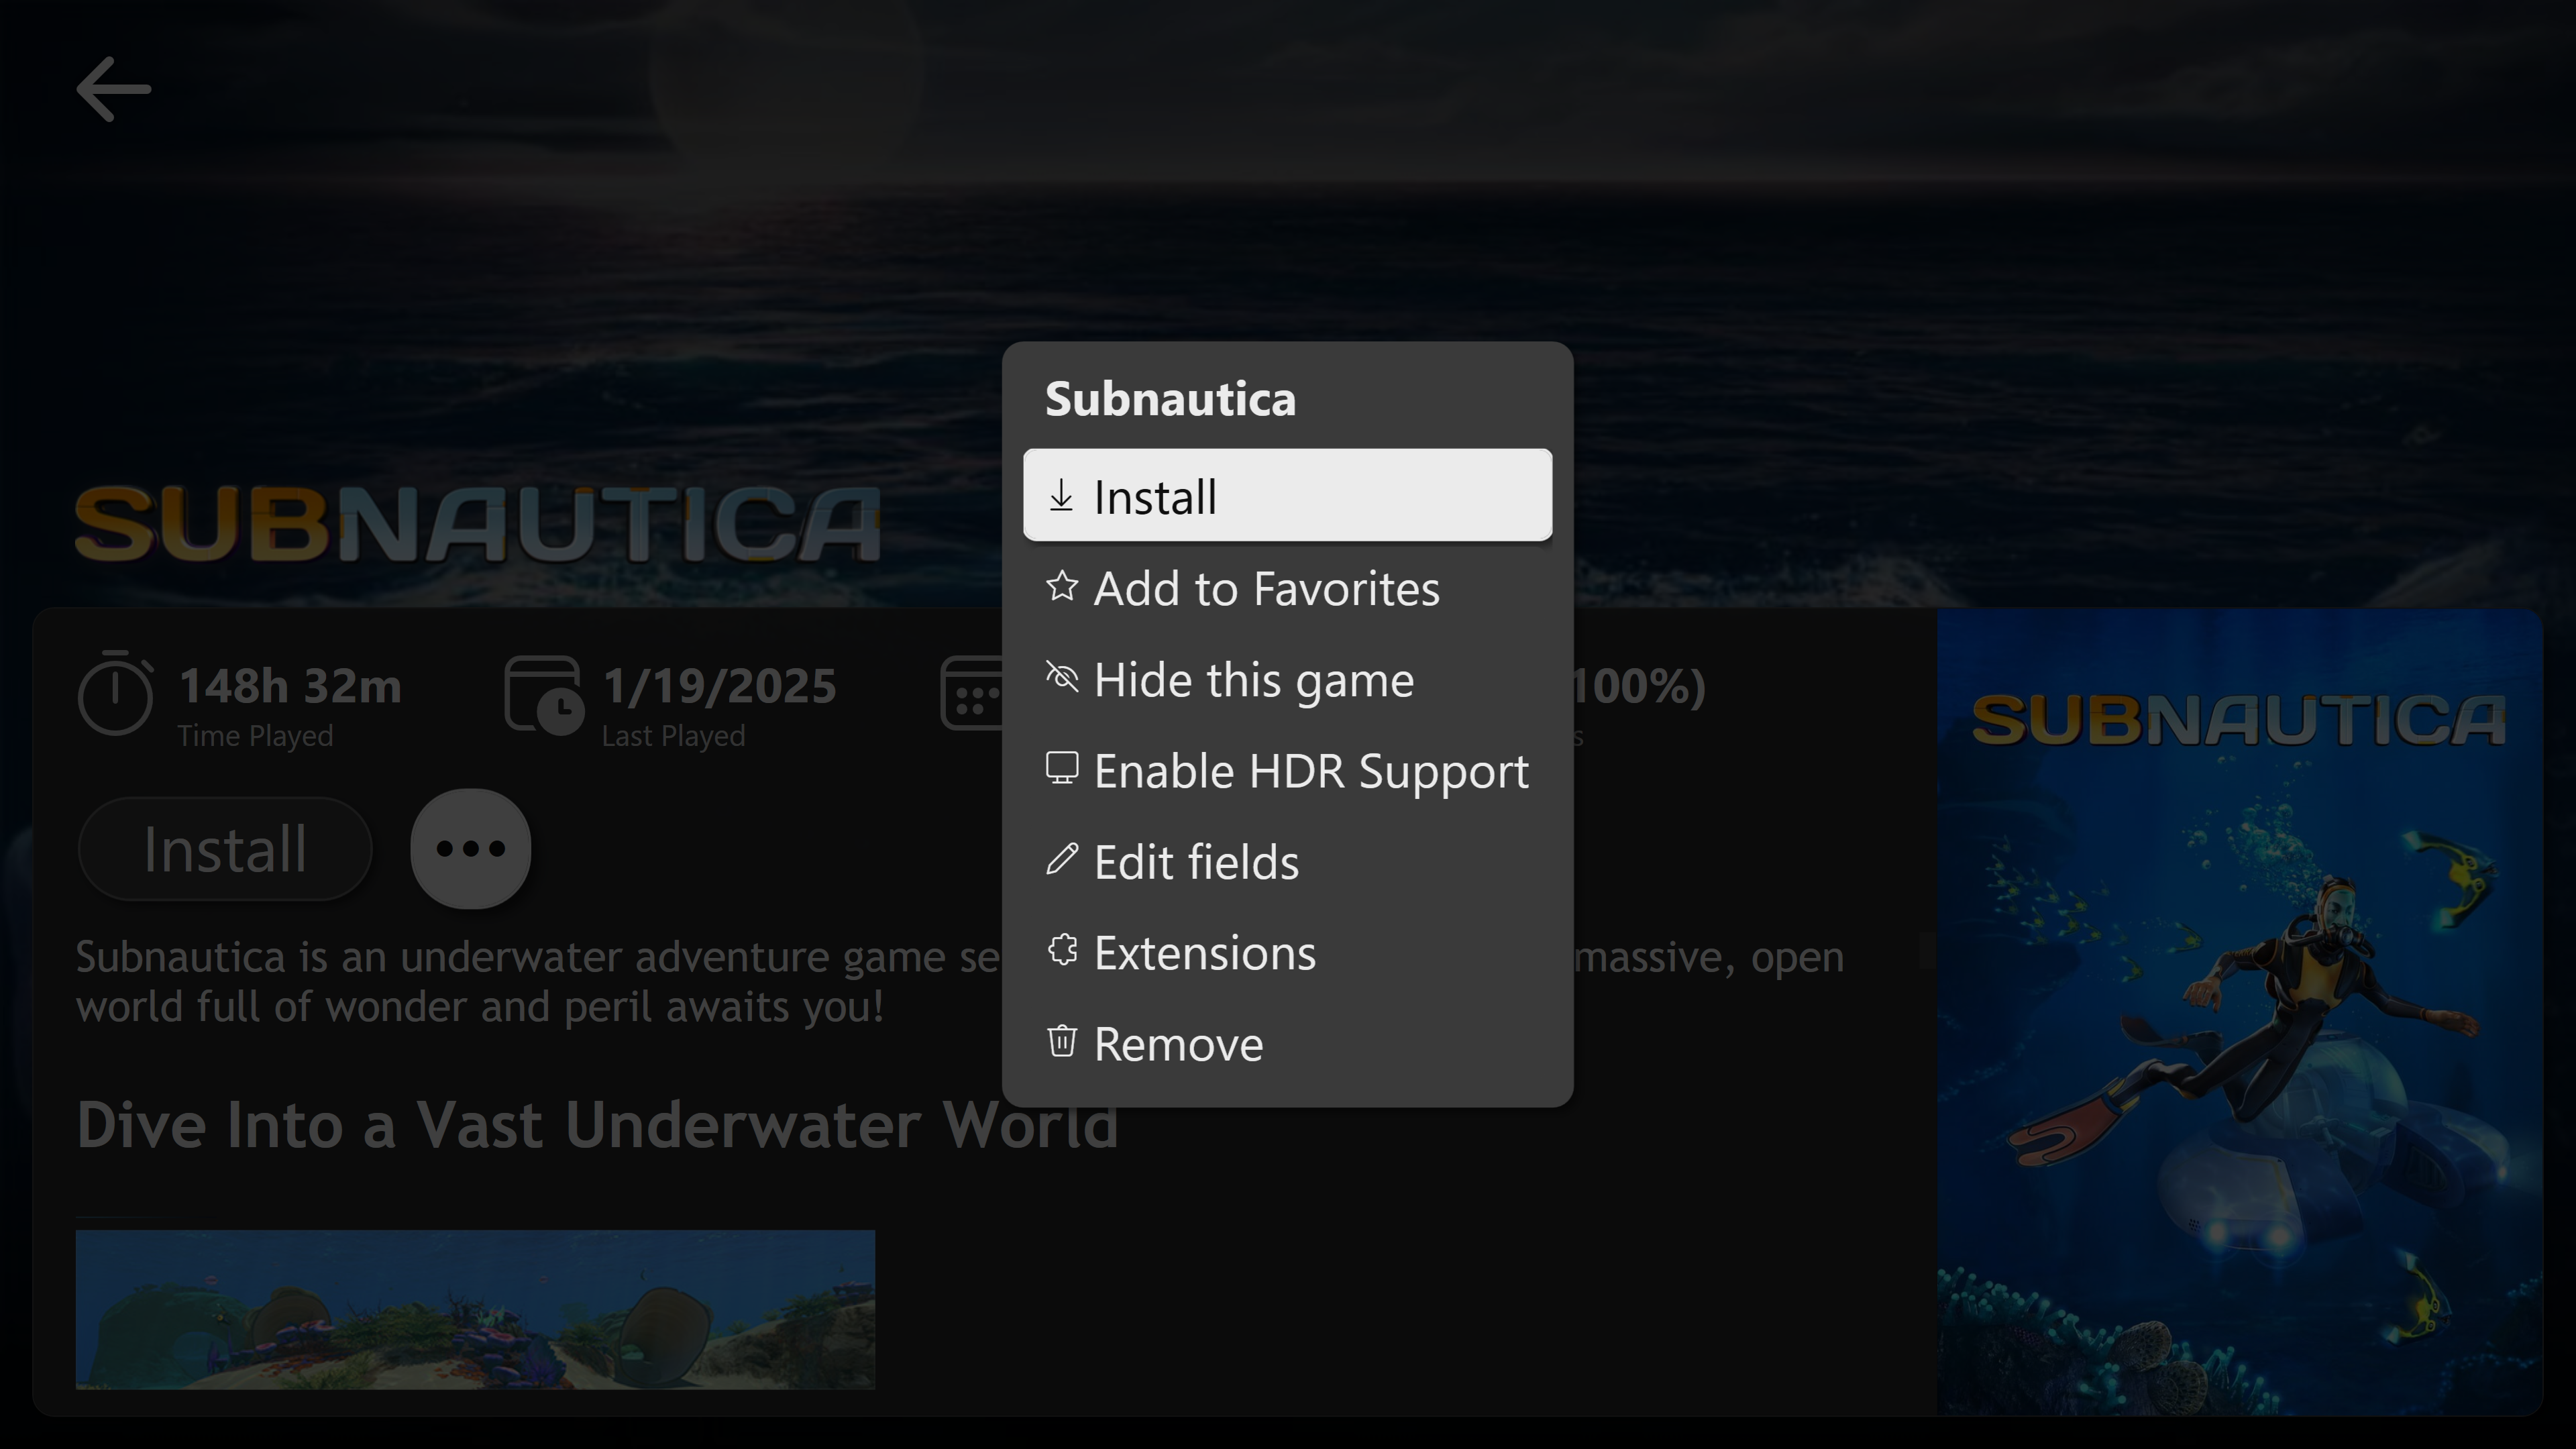 Subnautica
Install
Add to Favorites
Hide this game
Enable HDR Support
Edit fields
Extensions
Remove
SUBNAUTICA
148h 32m
Time Played
1/19/2025
Last Played
100%)
s
Install
Subnautica is an underwater adventure game se massive, open
world full of wonder and peril awaits you!
Dive Into a Vast Underwater World
SUBNAUTICA